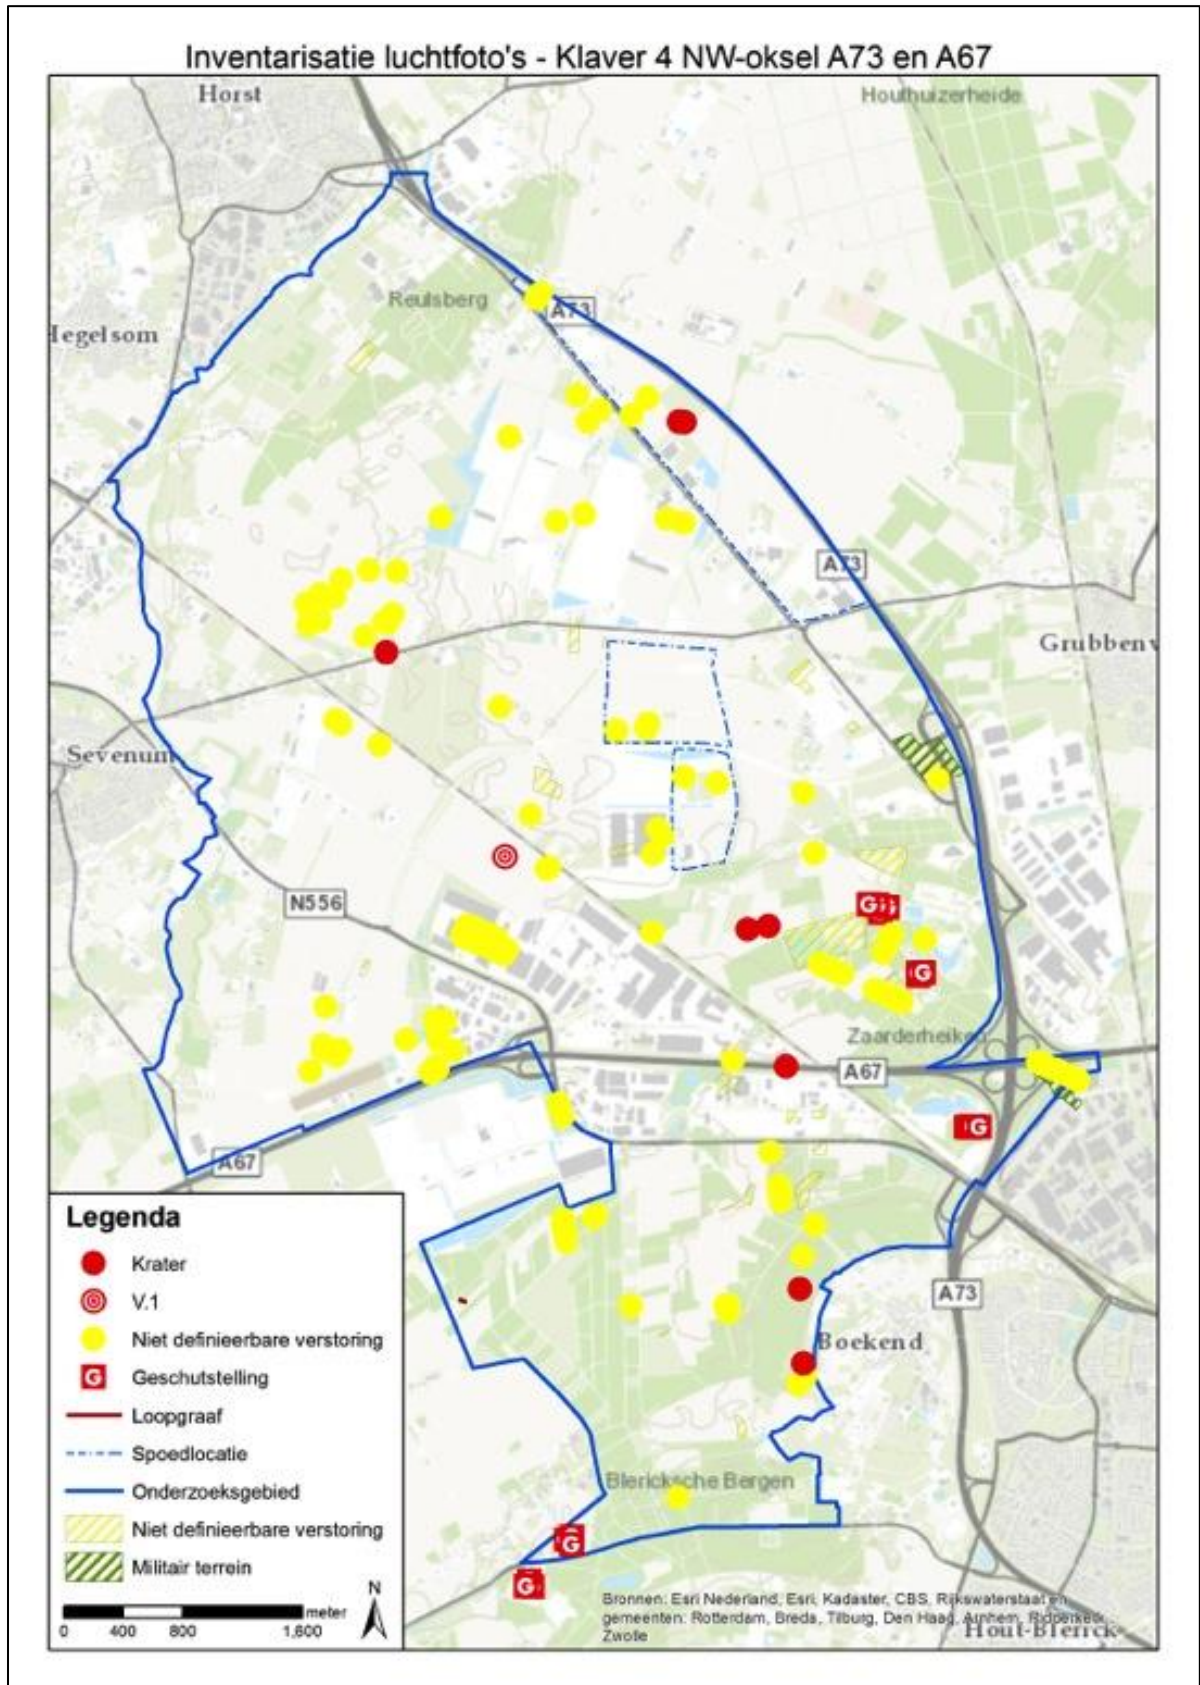 Inventarisatie luchtfoto's - Klaver 4 NW-oksel A73 en A67
Horst
Houthuizerheide
Reulsberg
A73
Hegelsom
A73
Grubbenv
Sevenum
N556
Zaarderheiken
A67
A67
A73
Boekend
Blericksche Bergen
Hout-Blerick
G
G
G
G
G
Legenda
Krater
V.1
Niet definieerbare verstoring
G Geschutstelling
Loopgraaf
Spoedlocatie
Onderzoeksgebied
Niet definieerbare verstoring
Militair terrein
N
meter
0 400 800 1,600
Bronnen: Esri Nederland, Esri, Kadaster, CBS, Rijkswaterstaat en
gemeenten: Rotterdam, Breda, Tilburg, Den Haag, Arnhem, Ridderkerk,
Zwolle